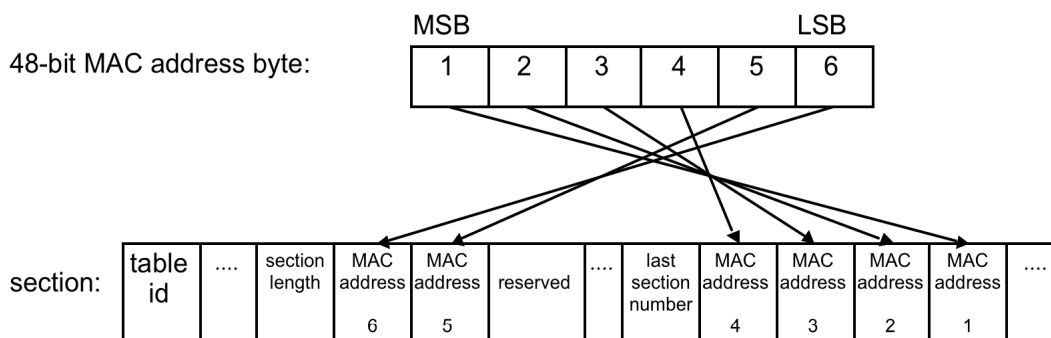 MSB LSB
48-bit MAC address byte: 1 2 3 4 5 6
section: table id .... section length MAC address 6 MAC address 5 reserved .... last section number MAC address 4 MAC address 3 MAC address 2 MAC address 1 ....